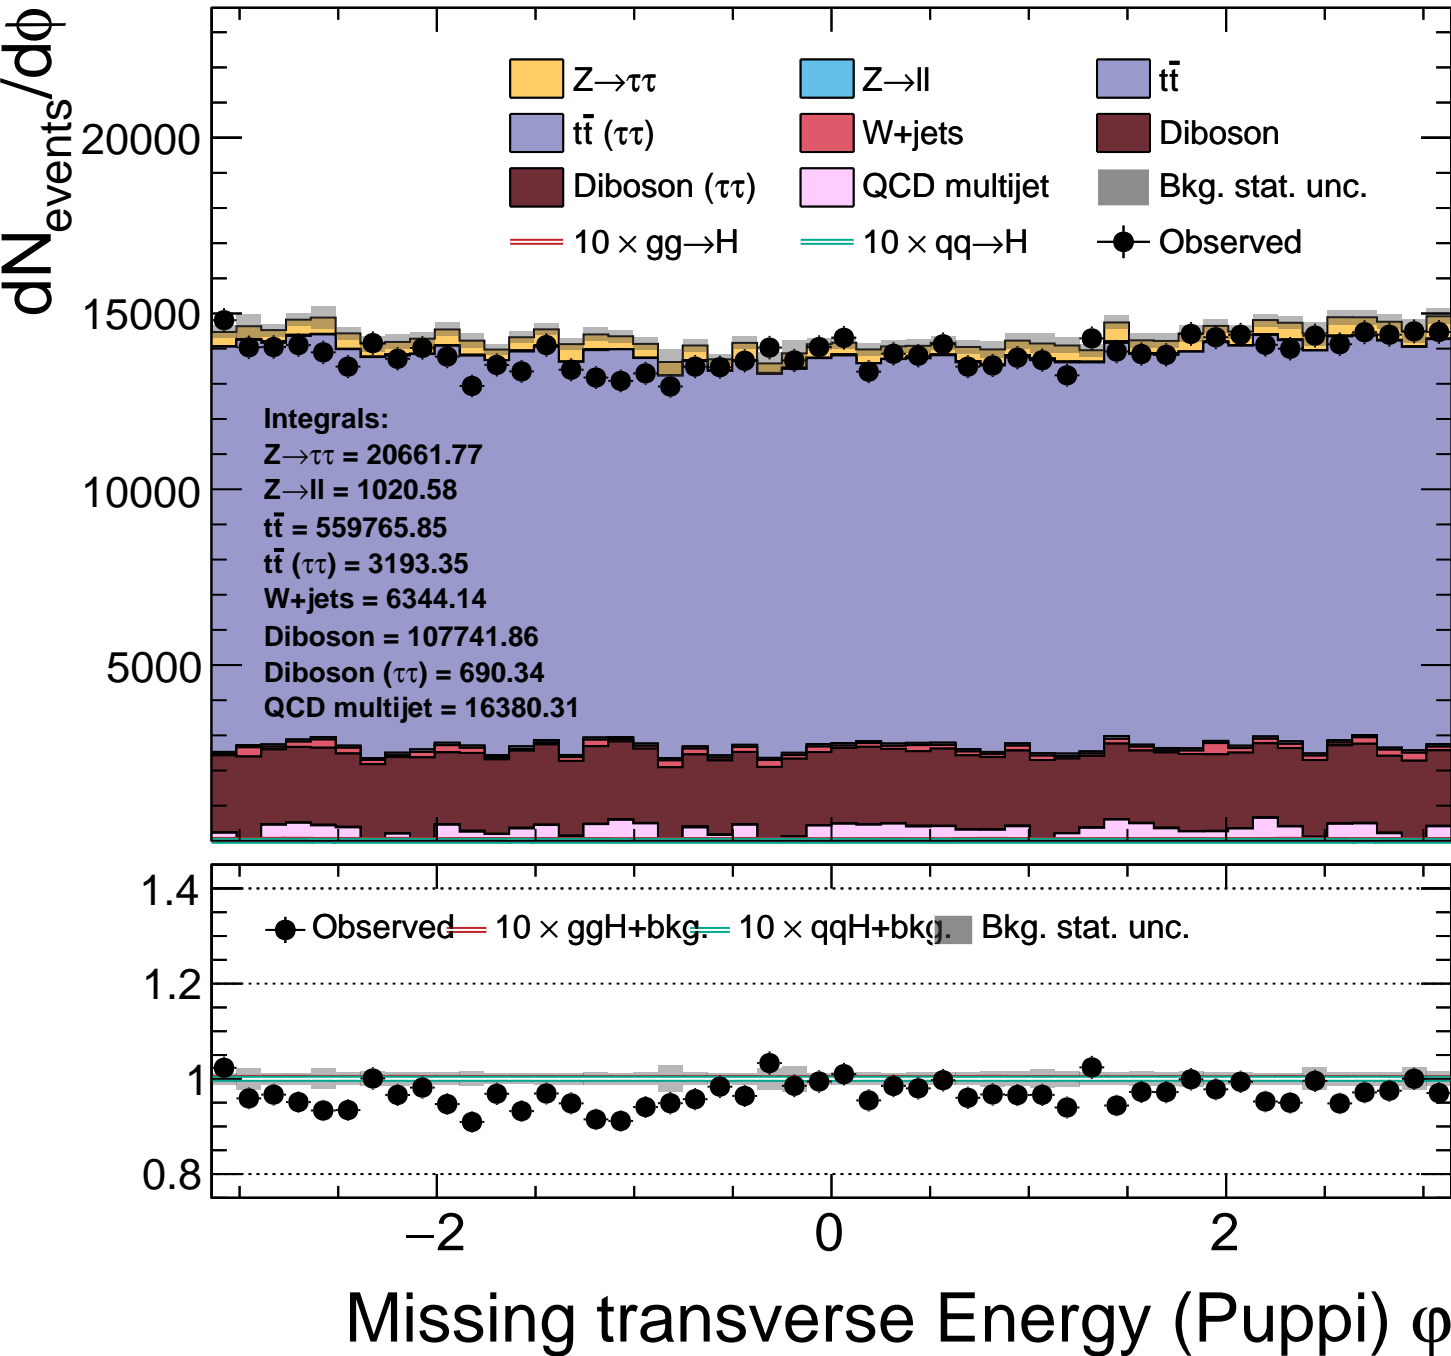 dN_events/dϕ
20000
15000
10000
5000
Z→ττ Z→ll tt̄
tt̄ (ττ) W+jets Diboson
Diboson (ττ) QCD multijet Bkg. stat. unc.
10 × gg→H 10 × qq→H Observed
Integrals:
Z→ττ = 20661.77
Z→ll = 1020.58
tt̄ = 559765.85
tt̄ (ττ) = 3193.35
W+jets = 6344.14
Diboson = 107741.86
Diboson (ττ) = 690.34
QCD multijet = 16380.31
1.4
1.2
1
0.8
Observed 10 × ggH+bkg. 10 × qqH+bkg. Bkg. stat. unc.
−2 0 2
Missing transverse Energy (Puppi) φ